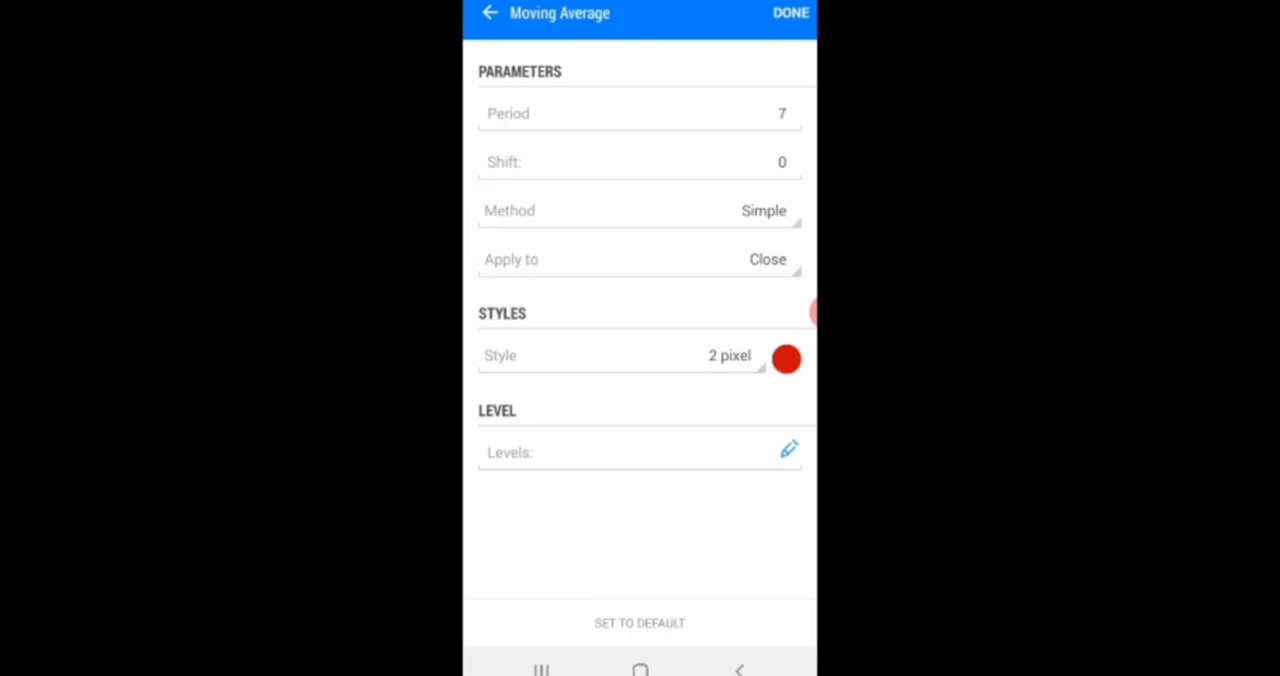 Moving Average DONE
PARAMETERS
Period 7
Shift: 0
Method Simple
Apply to Close
STYLES
Style 2 pixel
LEVEL
Levels:
SET TO DEFAULT